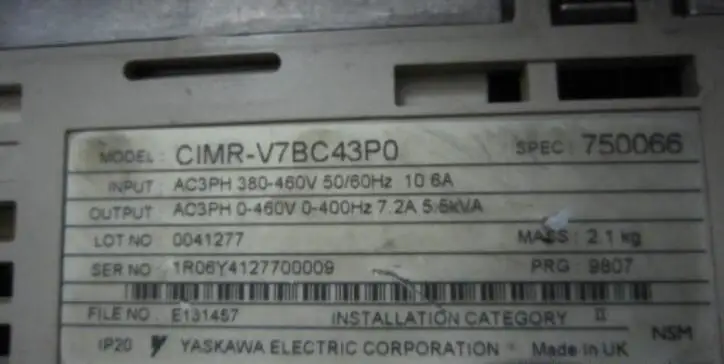 MODEL : CIMR-V7BC43P0 SPEC : 750066
INPUT : AC3PH 380-460V 50/60Hz 10 6A
OUTPUT : AC3PH 0-460V 0-400Hz 7.2A 5.5kVA
LOT NO : 0041277 MASS : 2.1 kg
SER NO : 1R06Y4127700009 PRG : 9807
FILE NO : E131457 INSTALLATION CATEGORY II
IP20 YASKAWA ELECTRIC CORPORATION Made in UK NSM